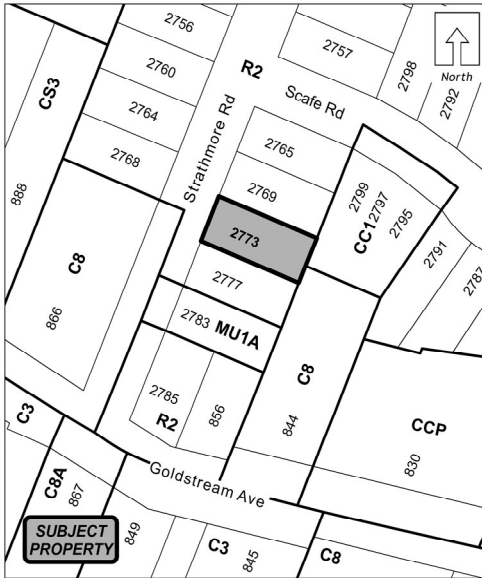 2756
2757
2798
2792
North
R2
2760
CS3
Scafe Rd
2764
Strathmore Rd
2765
2768
2769
2799
2797
2795
888
CC1
2773
2791
2787
C8
2777
2783
MU1A
866
C8
2785
R2
856
844
CCP
830
C3
Goldstream Ave
C8A
867
SUBJECT
PROPERTY
849
C3
845
C8